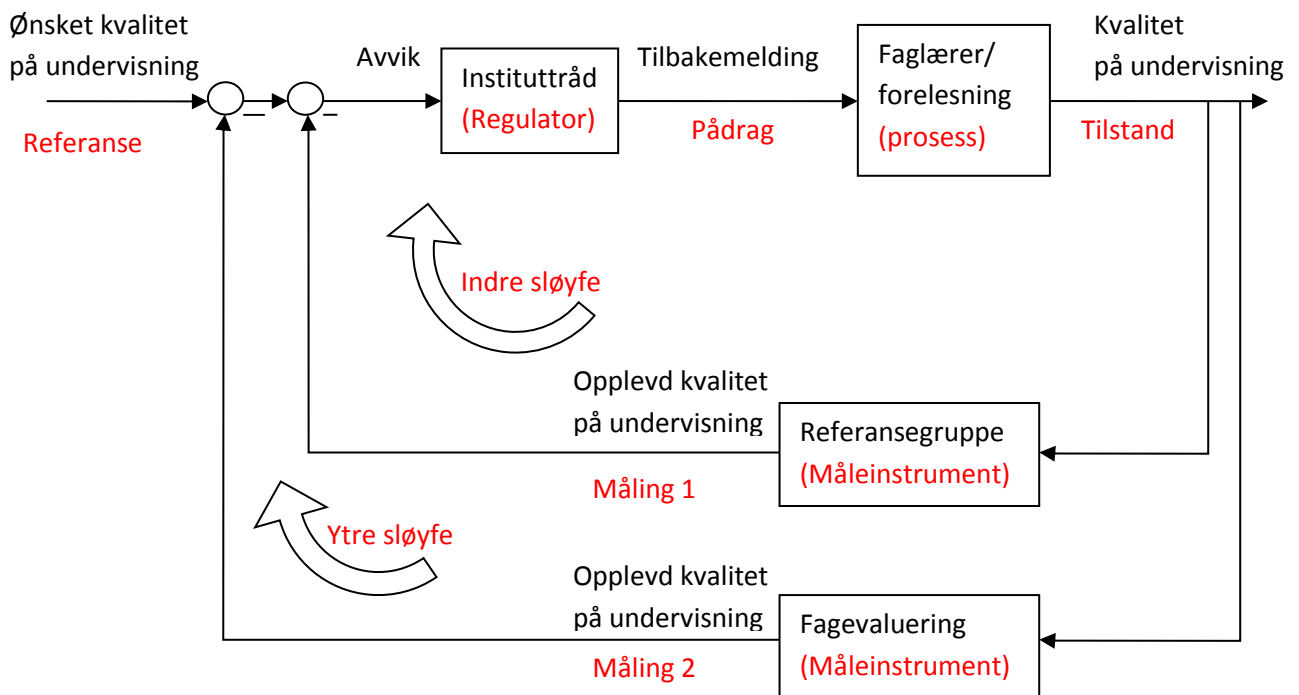 Ønsket kvalitet
på undervisning
Referanse
Avvik
Instituttråd
(Regulator)
Tilbakemelding
Pådrag
Faglærer/
forelesning
(prosess)
Kvalitet
på undervisning
Tilstand
Indre sløyfe
Opplevd kvalitet
på undervisning
Måling 1
Referansegruppe
(Måleinstrument)
Ytre sløyfe
Opplevd kvalitet
på undervisning
Måling 2
Fagevaluering
(Måleinstrument)